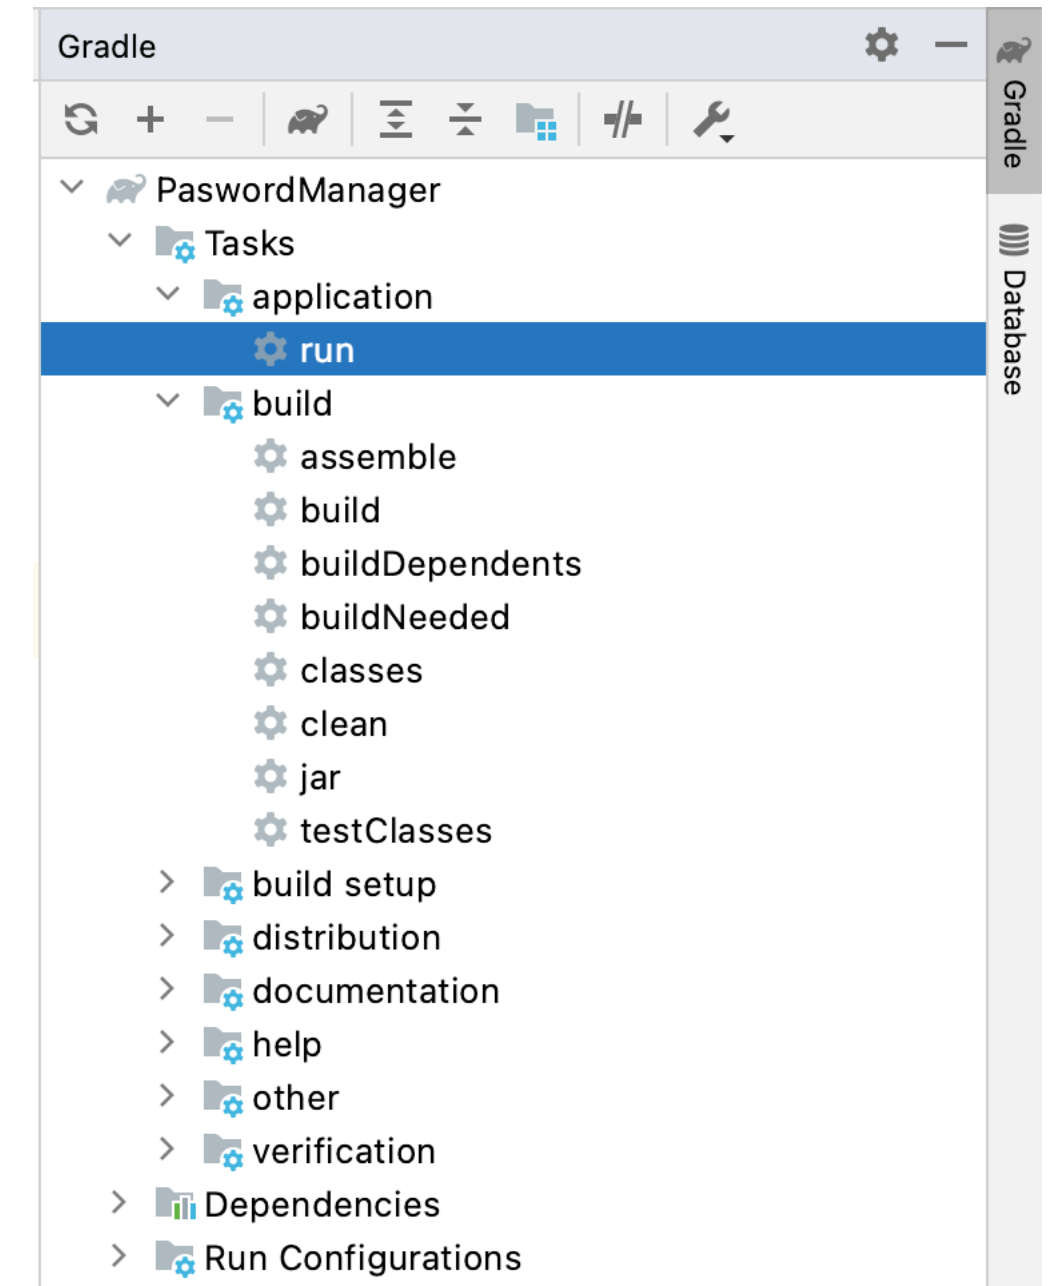 Gradle
PaswordManager
Tasks
application
run
build
assemble
build
buildDependents
buildNeeded
classes
clean
jar
testClasses
build setup
distribution
documentation
help
other
verification
Dependencies
Run Configurations
Gradle
Database